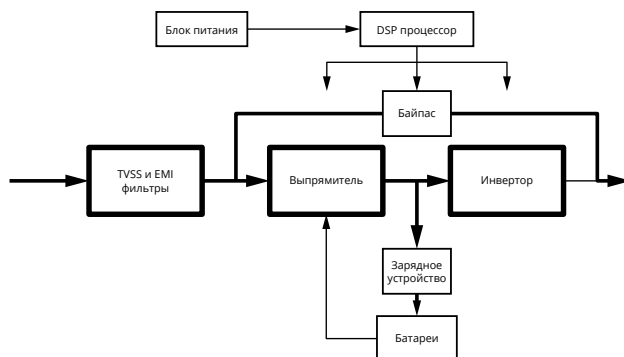 Блок питания
DSP процессор
Байпас
TVSS и EMI
фильтры
Выпрямитель
Инвертор
Зарядное
устройство
Батареи